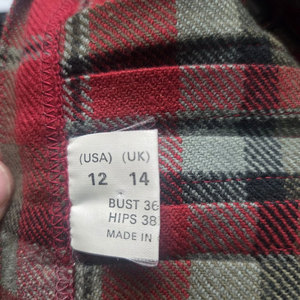 (USA) (UK)
12 14
BUST 36
HIPS 38
MADE IN